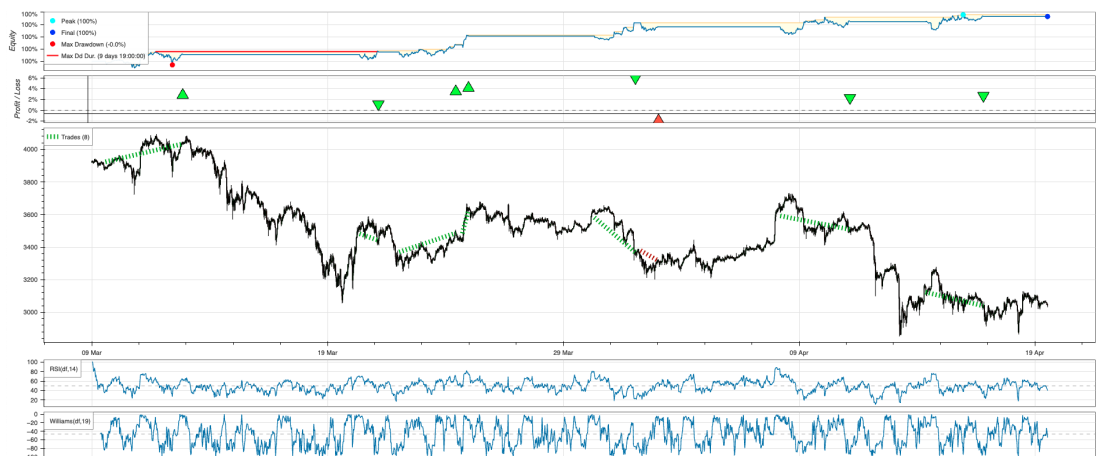 100%
100%
100%
100%
Equity
Peak (100%)
Final (100%)
Max Drawdown (-0.0%)
Max Dd Dur. (9 days 19:00:00)
6%
4%
2%
0%
-2%
Profit / Loss
Trades (8)
4000
3800
3600
3400
3200
3000
09 Mar
19 Mar
29 Mar
09 Apr
19 Apr
100
80
60
40
20
RSI(df,14)
0
-20
-40
-60
-80
-100
Williams(df,19)